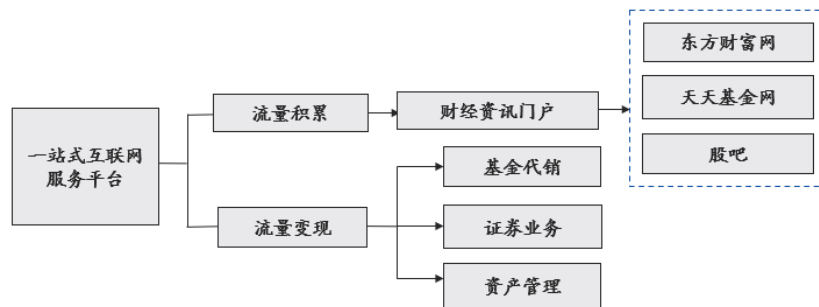 一站式互联网
服务平台
流量积累
财经资讯门户
东方财富网
天天基金网
股吧
流量变现
基金代销
证券业务
资产管理